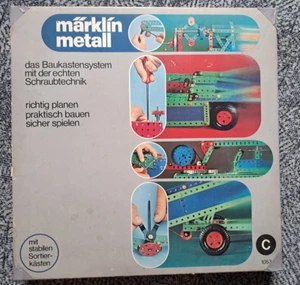 märklin
metall
das Baukastensystem
mit der echten
Schraubtechnik
richtig planen
praktisch bauen
sicher spielen
mit
stabilen
Sortier-
kästen
C